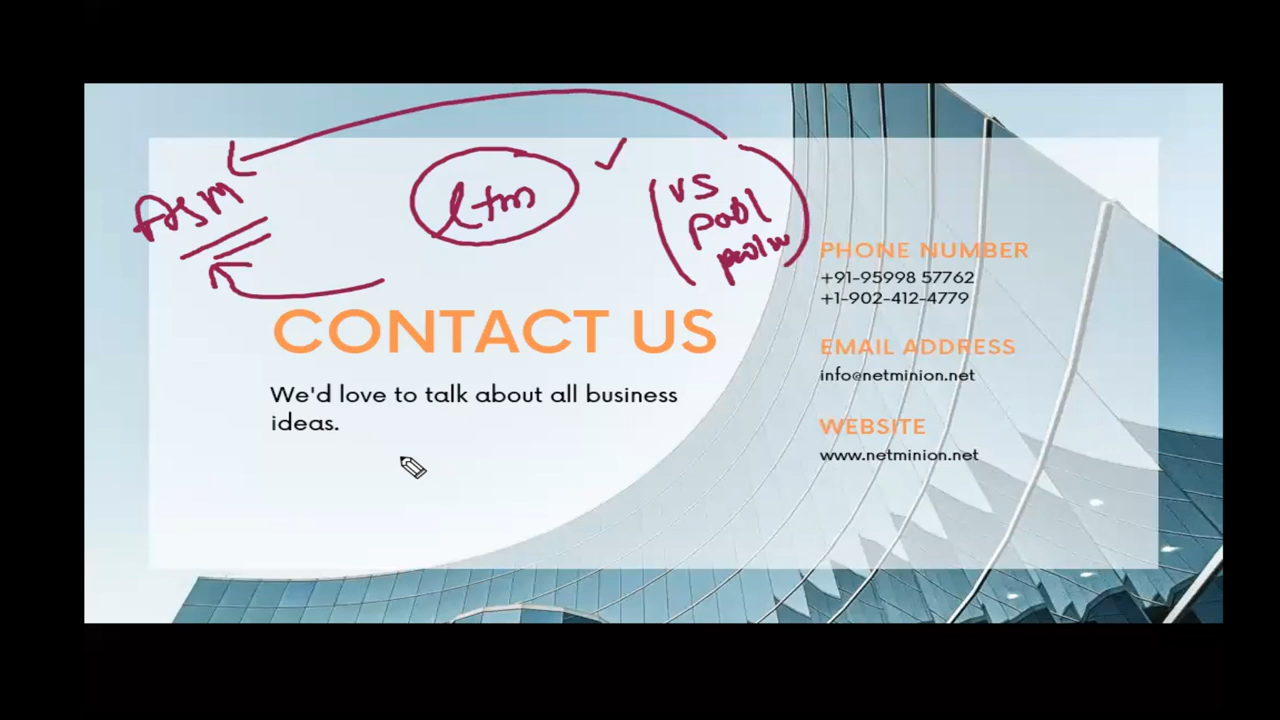 ASM
ltm
VS
pool
CONTACT US
We'd love to talk about all business
ideas.
PHONE NUMBER
+91-95998 57762
+1-902-412-4779
EMAIL ADDRESS
info@netminion.net
WEBSITE
www.netminion.net